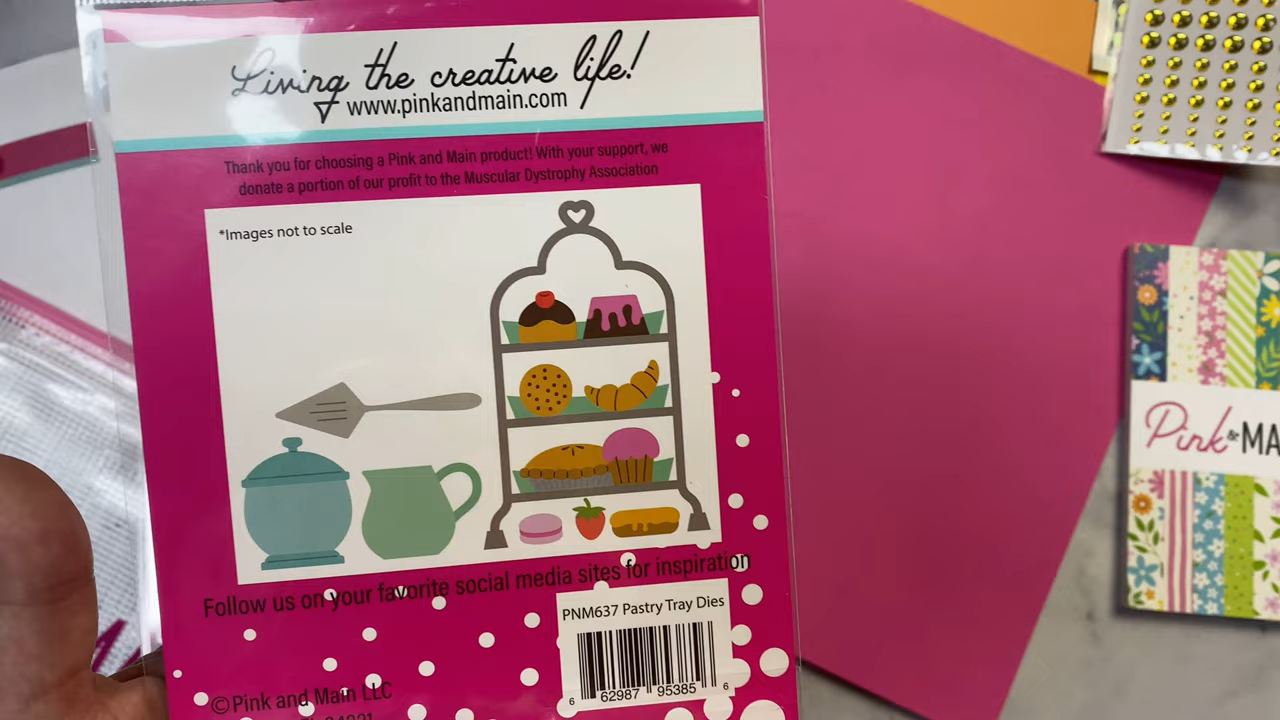 Living the creative life!
www.pinkandmain.com
Thank you for choosing a Pink and Main product! With your support, we
donate a portion of our profit to the Muscular Dystrophy Association
*Images not to scale
Follow us on your favorite social media sites for inspiration
PNM637 Pastry Tray Dies
6 62987 95385 6
©Pink and Main LLC
Pink & MA